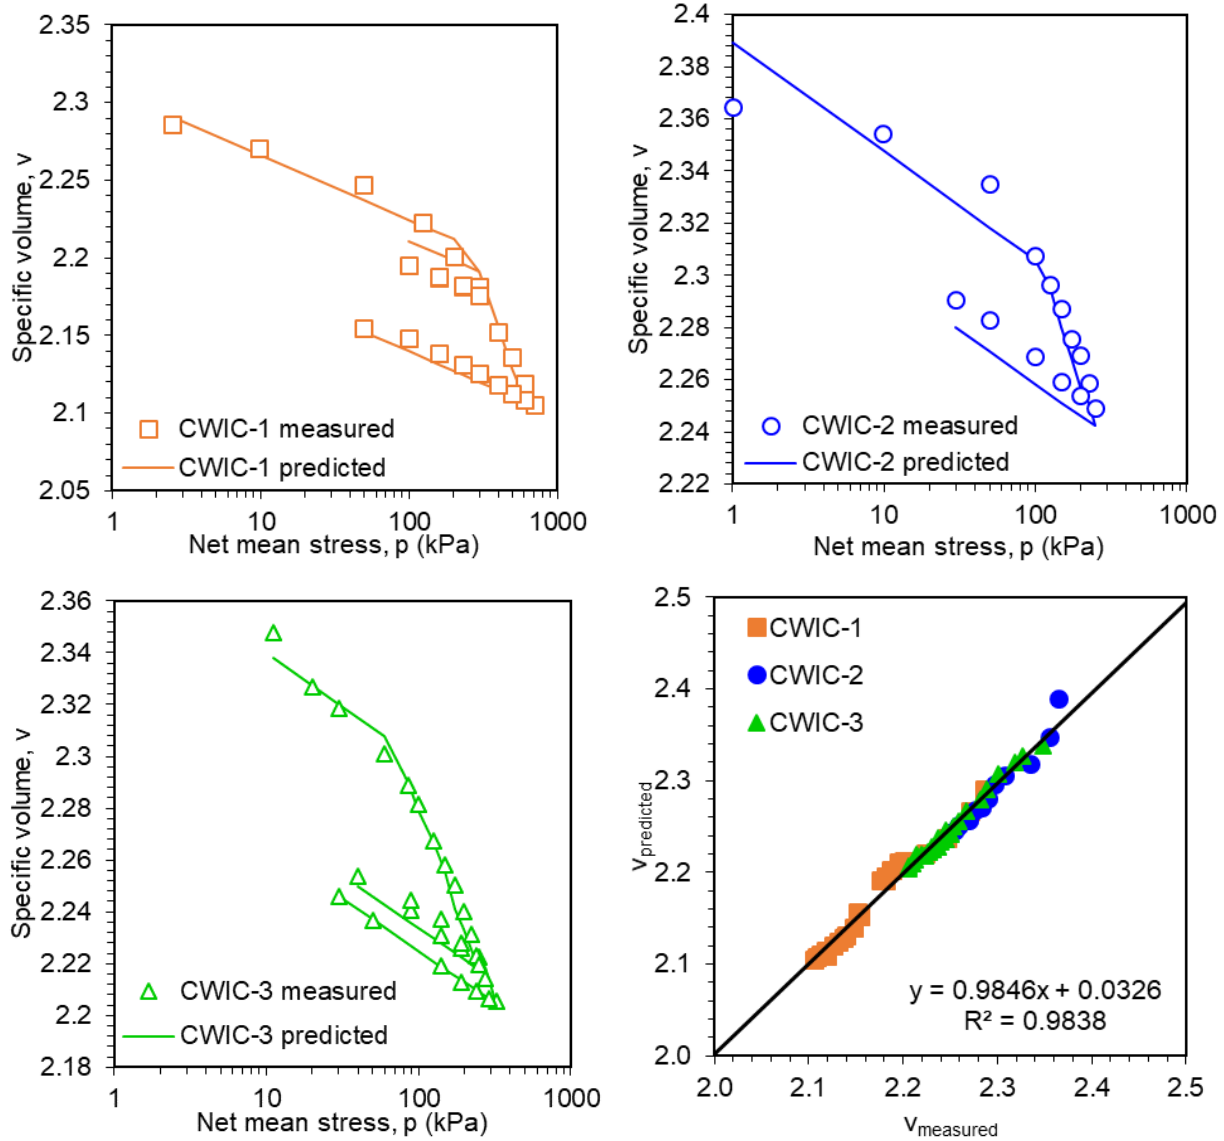 2.35
2.3
2.25
2.2
2.15
2.1
2.05
Specific volume, v
CWIC-1 measured
CWIC-1 predicted
1 10 100 1000
Net mean stress, p (kPa)
2.4
2.38
2.36
2.34
2.32
2.3
2.28
2.26
2.24
2.22
Specific volume, v
CWIC-2 measured
CWIC-2 predicted
1 10 100 1000
Net mean stress, p (kPa)
2.36
2.34
2.32
2.3
2.28
2.26
2.24
2.22
2.2
2.18
Specific volume, v
CWIC-3 measured
CWIC-3 predicted
1 10 100 1000
Net mean stress, p (kPa)
2.5
2.4
2.3
2.2
2.1
2.0
v_predicted
CWIC-1
CWIC-2
CWIC-3
y = 0.9846x + 0.0326
R² = 0.9838
2.0 2.1 2.2 2.3 2.4 2.5
v_measured